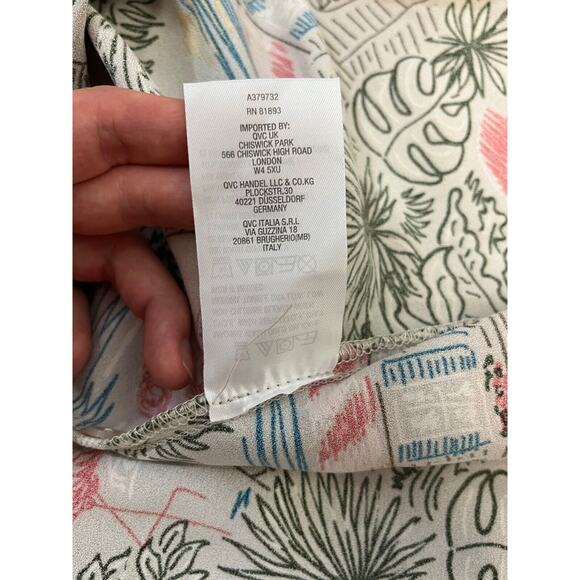 A379732
RN 81893
IMPORTED BY:
QVC UK
CHISWICK PARK
566 CHISWICK HIGH ROAD
LONDON
W4 5XU
QVC HANDEL LLC & CO.KG
PLOCKSTR.30
40221 DÜSSELDORF
GERMANY
QVC ITALIA S.R.L
VIA GUZZINA 18
20861 BRUGHERIO(MB)
ITALY